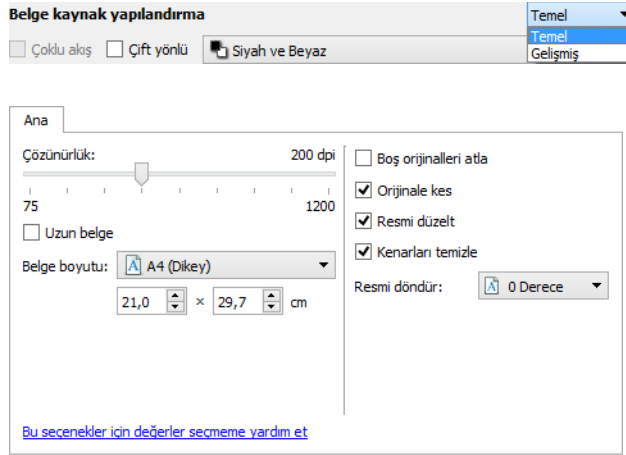 Belge kaynak yapılandırma
Temel
Temel
Gelişmiş
Çoklu akış
Çift yönlü
Siyah ve Beyaz
Ana
Çözünürlük:
200 dpi
75
1200
Uzun belge
Belge boyutu:
A4 (Dikey)
21,0 × 29,7 cm
Boş orijinalleri atla
Orijinale kes
Resmi düzelt
Kenarları temizle
Resmi döndür:
0 Derece
Bu seçenekler için değerler seçmeme yardım et